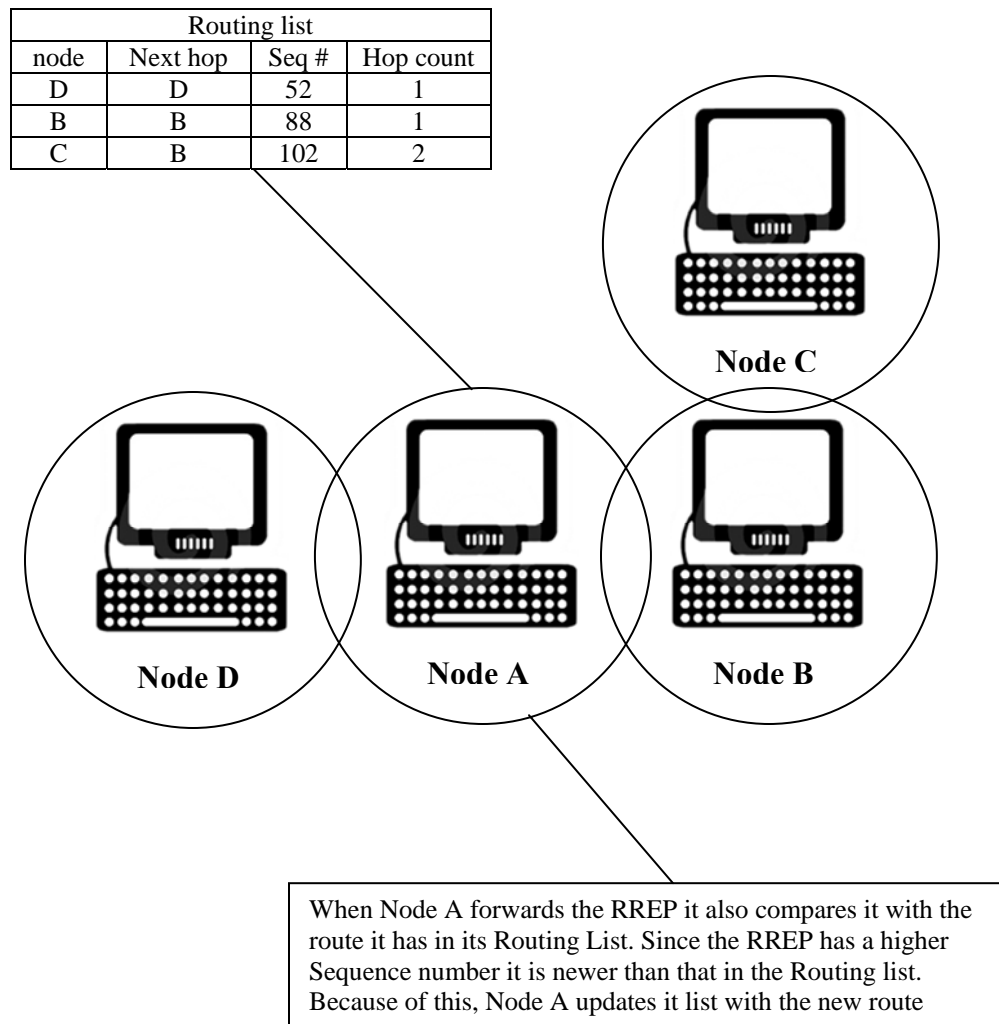 Routing list
node Next hop Seq # Hop count
D D 52 1
B B 88 1
C B 102 2
Node C
Node D Node A Node B
When Node A forwards the RREP it also compares it with the
route it has in its Routing List. Since the RREP has a higher
Sequence number it is newer than that in the Routing list.
Because of this, Node A updates it list with the new route